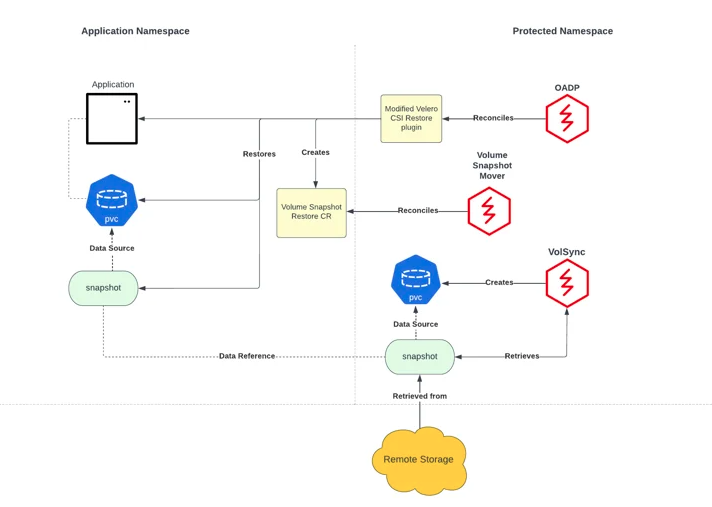 Application Namespace
Protected Namespace
Application
OADP
Modified Velero
CSI Restore
plugin
Reconciles
Restores
Creates
Volume
Snapshot
Mover
pvc
Volume Snapshot
Restore CR
Reconciles
Data Source
VolSync
snapshot
pvc
Creates
Data Source
Data Reference
snapshot
Retrieves
Retrieved from
Remote Storage